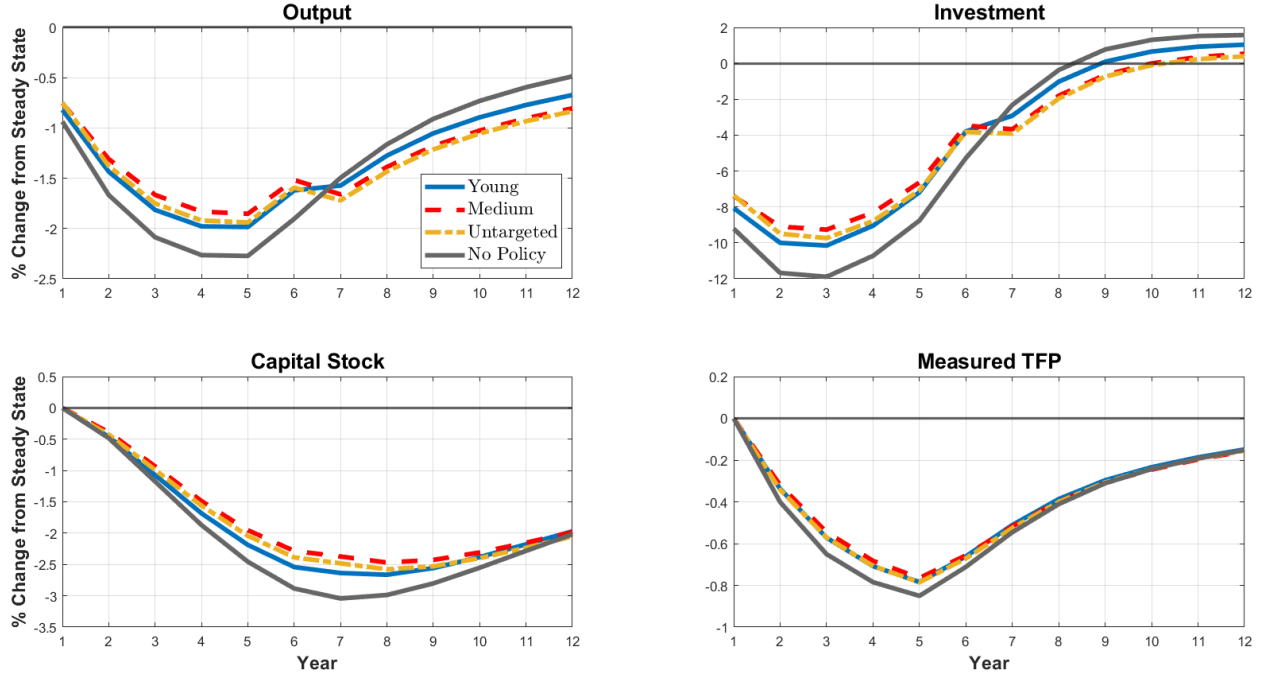 Output
% Change from Steady State
0
-0.5
-1
-1.5
-2
-2.5
1 2 3 4 5 6 7 8 9 10 11 12
Young
Medium
Untargeted
No Policy
Investment
2
0
-2
-4
-6
-8
-10
-12
1 2 3 4 5 6 7 8 9 10 11 12
Capital Stock
% Change from Steady State
0.5
0
-0.5
-1
-1.5
-2
-2.5
-3
-3.5
1 2 3 4 5 6 7 8 9 10 11 12
Year
Measured TFP
0.2
0
-0.2
-0.4
-0.6
-0.8
-1
1 2 3 4 5 6 7 8 9 10 11 12
Year